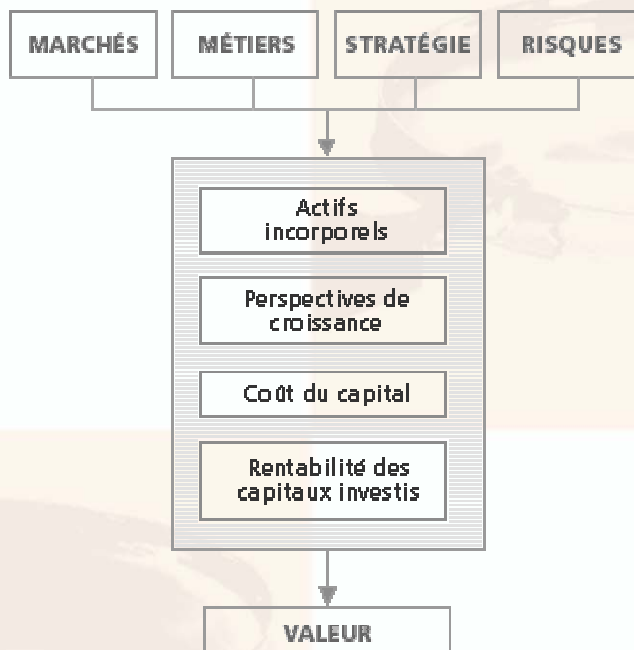 MARCHÉS MÉTIERS STRATÉGIE RISQUES
Actifs
incorporels
Perspectives de
croissance
Coût du capital
Rentabilité des
capitaux investis
VALEUR